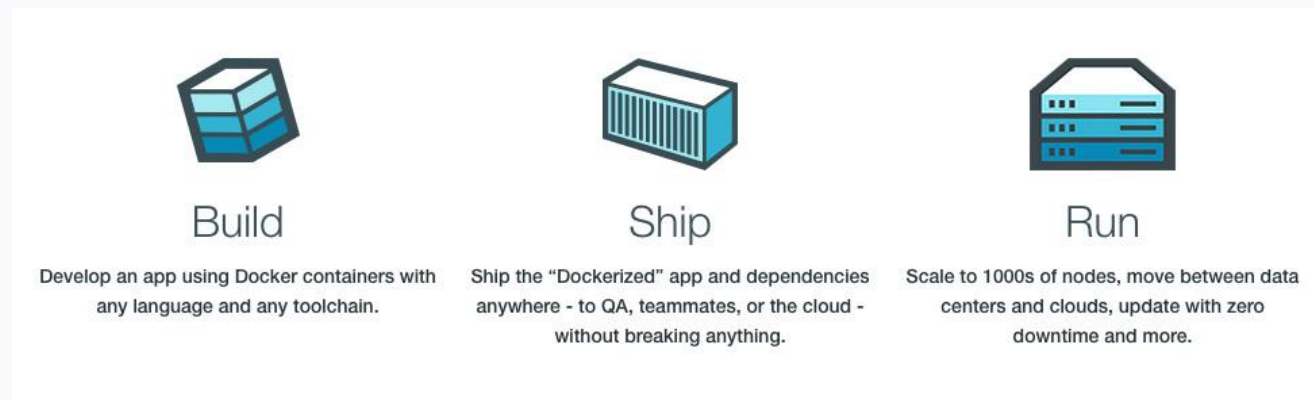 Build
Develop an app using Docker containers with
any language and any toolchain.
Ship
Ship the “Dockerized” app and dependencies
anywhere - to QA, teammates, or the cloud -
without breaking anything.
Run
Scale to 1000s of nodes, move between data
centers and clouds, update with zero
downtime and more.